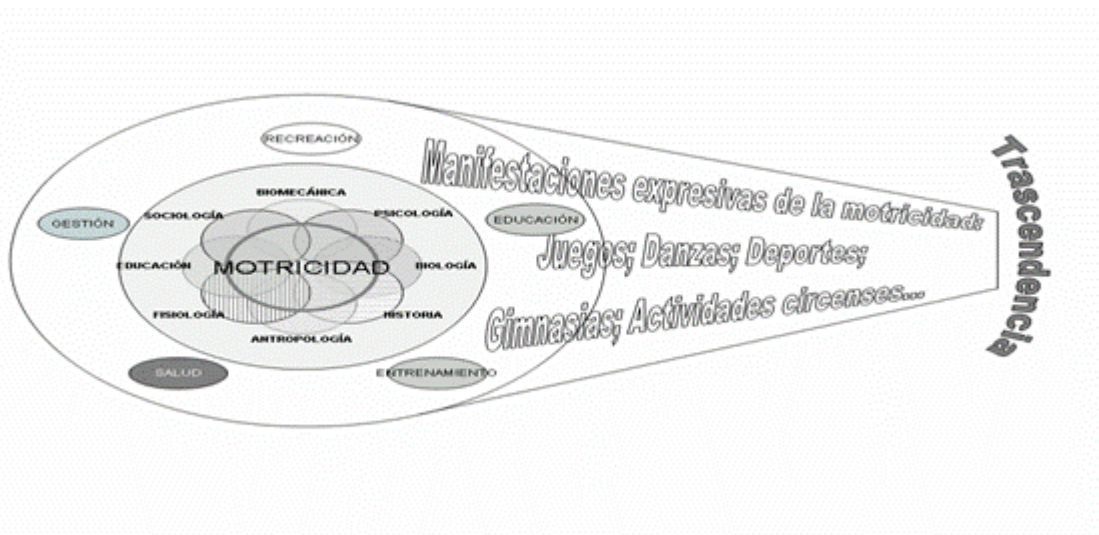 RECREACIÓN
Manifestaciones expresivas de la motricidad:
BIOMECÁNICA
SOCIOLOGÍA
PSICOLOGÍA
GESTIÓN
EDUCACIÓN
Juegos; Danzas; Deportes;
EDUCACIÓN
MOTRICIDAD
BIOLOGÍA
FISIOLOGÍA
HISTORIA
Gimnasias; Actividades circenses...
ANTROPOLOGÍA
SALUD
ENTRENAMIENTO
Trascendencia